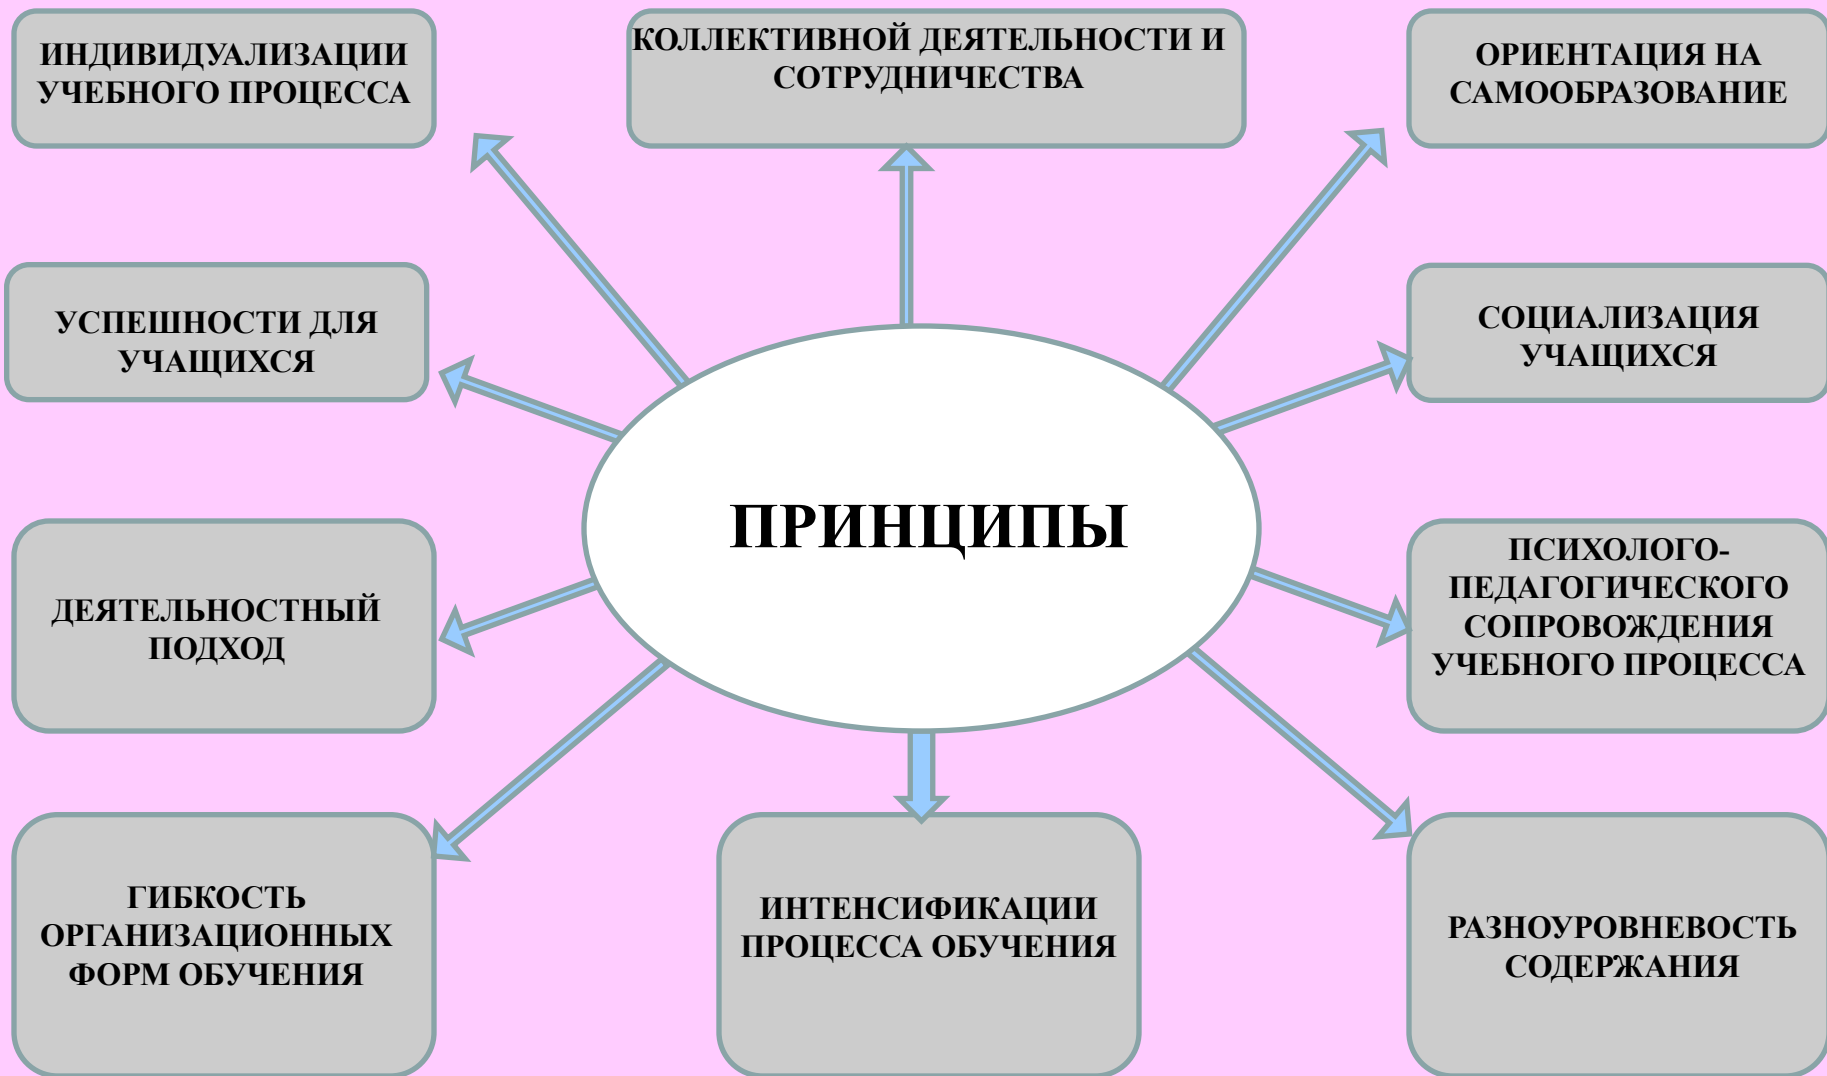 ИНДИВИДУАЛИЗАЦИИ
УЧЕБНОГО ПРОЦЕССА
КОЛЛЕКТИВНОЙ ДЕЯТЕЛЬНОСТИ И
СОТРУДНИЧЕСТВА
ОРИЕНТАЦИЯ НА
САМООБРАЗОВАНИЕ
УСПЕШНОСТИ ДЛЯ
УЧАЩИХСЯ
СОЦИАЛИЗАЦИЯ
УЧАЩИХСЯ
ПРИНЦИПЫ
ДЕЯТЕЛЬНОСТНЫЙ
ПОДХОД
ПСИХОЛОГО-
ПЕДАГОГИЧЕСКОГО
СОПРОВОЖДЕНИЯ
УЧЕБНОГО ПРОЦЕССА
ГИБКОСТЬ
ОРГАНИЗАЦИОННЫХ
ФОРМ ОБУЧЕНИЯ
ИНТЕНСИФИКАЦИИ
ПРОЦЕССА ОБУЧЕНИЯ
РАЗНОУРОВНЕВОСТЬ
СОДЕРЖАНИЯ